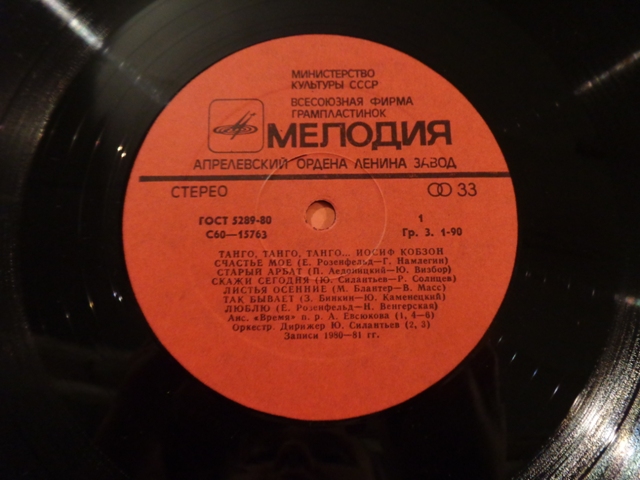 МИНИСТЕРСТВО
КУЛЬТУРЫ СССР
ВСЕСОЮЗНАЯ ФИРМА
ГРАМПЛАСТИНОК
МЕЛОДИЯ
АПРЕЛЕВСКИЙ ОРДЕНА ЛЕНИНА ЗАВОД
СТЕРЕО 33
ГОСТ 5289-80 1
С60—15763 Гр. 3. 1-90
ТАНГО, ТАНГО, ТАНГО... ИОСИФ КОБЗОН
СЧАСТЬЕ МОЕ (Е. Розенфельд—Г. Намлегин)
СТАРЫЙ АРБАТ (П. Аедоницкий—Ю. Визбор)
СКАЖИ СЕГОДНЯ (Ю. Силантьев—Р. Солнцев)
ЛИСТЬЯ ОСЕННИЕ (М. Блантер—В. Масс)
ТАК БЫВАЕТ (З. Бинкин—Ю. Каменецкий)
ЛЮБЛЮ (Е. Розенфельд—Н. Венгерская)
Анс. «Время» п. р. А. Евсюкова (1, 4—6)
Оркестр. Дирижер Ю. Силантьев (2, 3)
Записи 1980—81 гг.